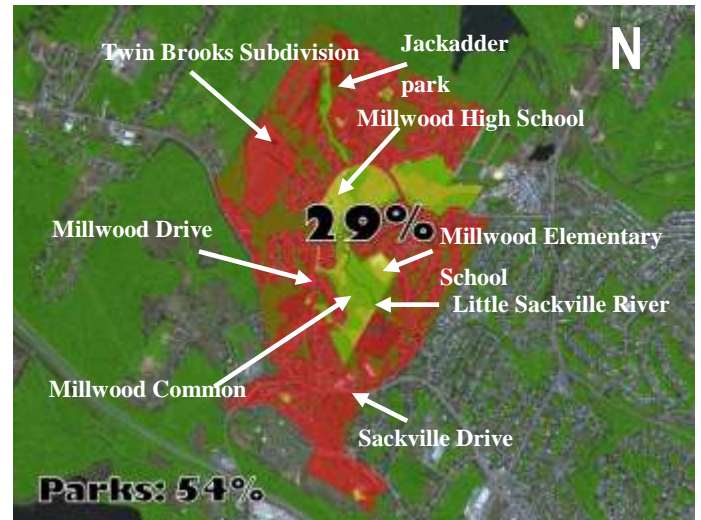 N
Jackadder
Twin Brooks Subdivision
park
Millwood High School
29%
Millwood Drive
Millwood Elementary
School
Little Sackville River
Millwood Common
Sackville Drive
Parks: 54%